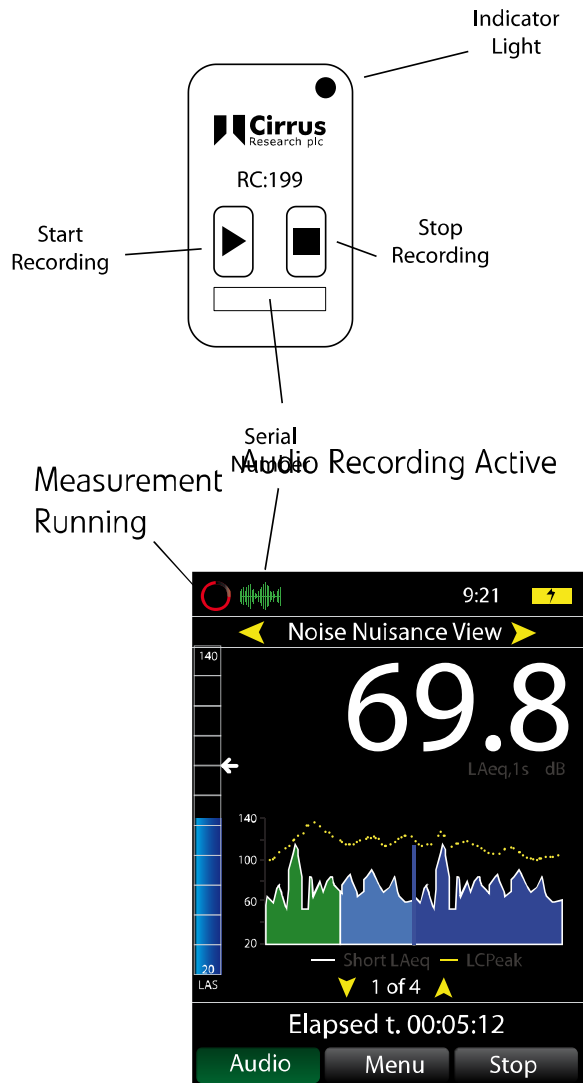 Indicator
Light
Cirrus
Research plc
RC:199
Start
Recording
Stop
Recording
Serial
Number
Audio Recording Active
Measurement
Running
9:21
Noise Nuisance View
140
69.8
LAeq,1s dB
140
100
60
20
Short LAeq LCPeak
20
LAS
1 of 4
Elapsed t. 00:05:12
Audio Menu Stop